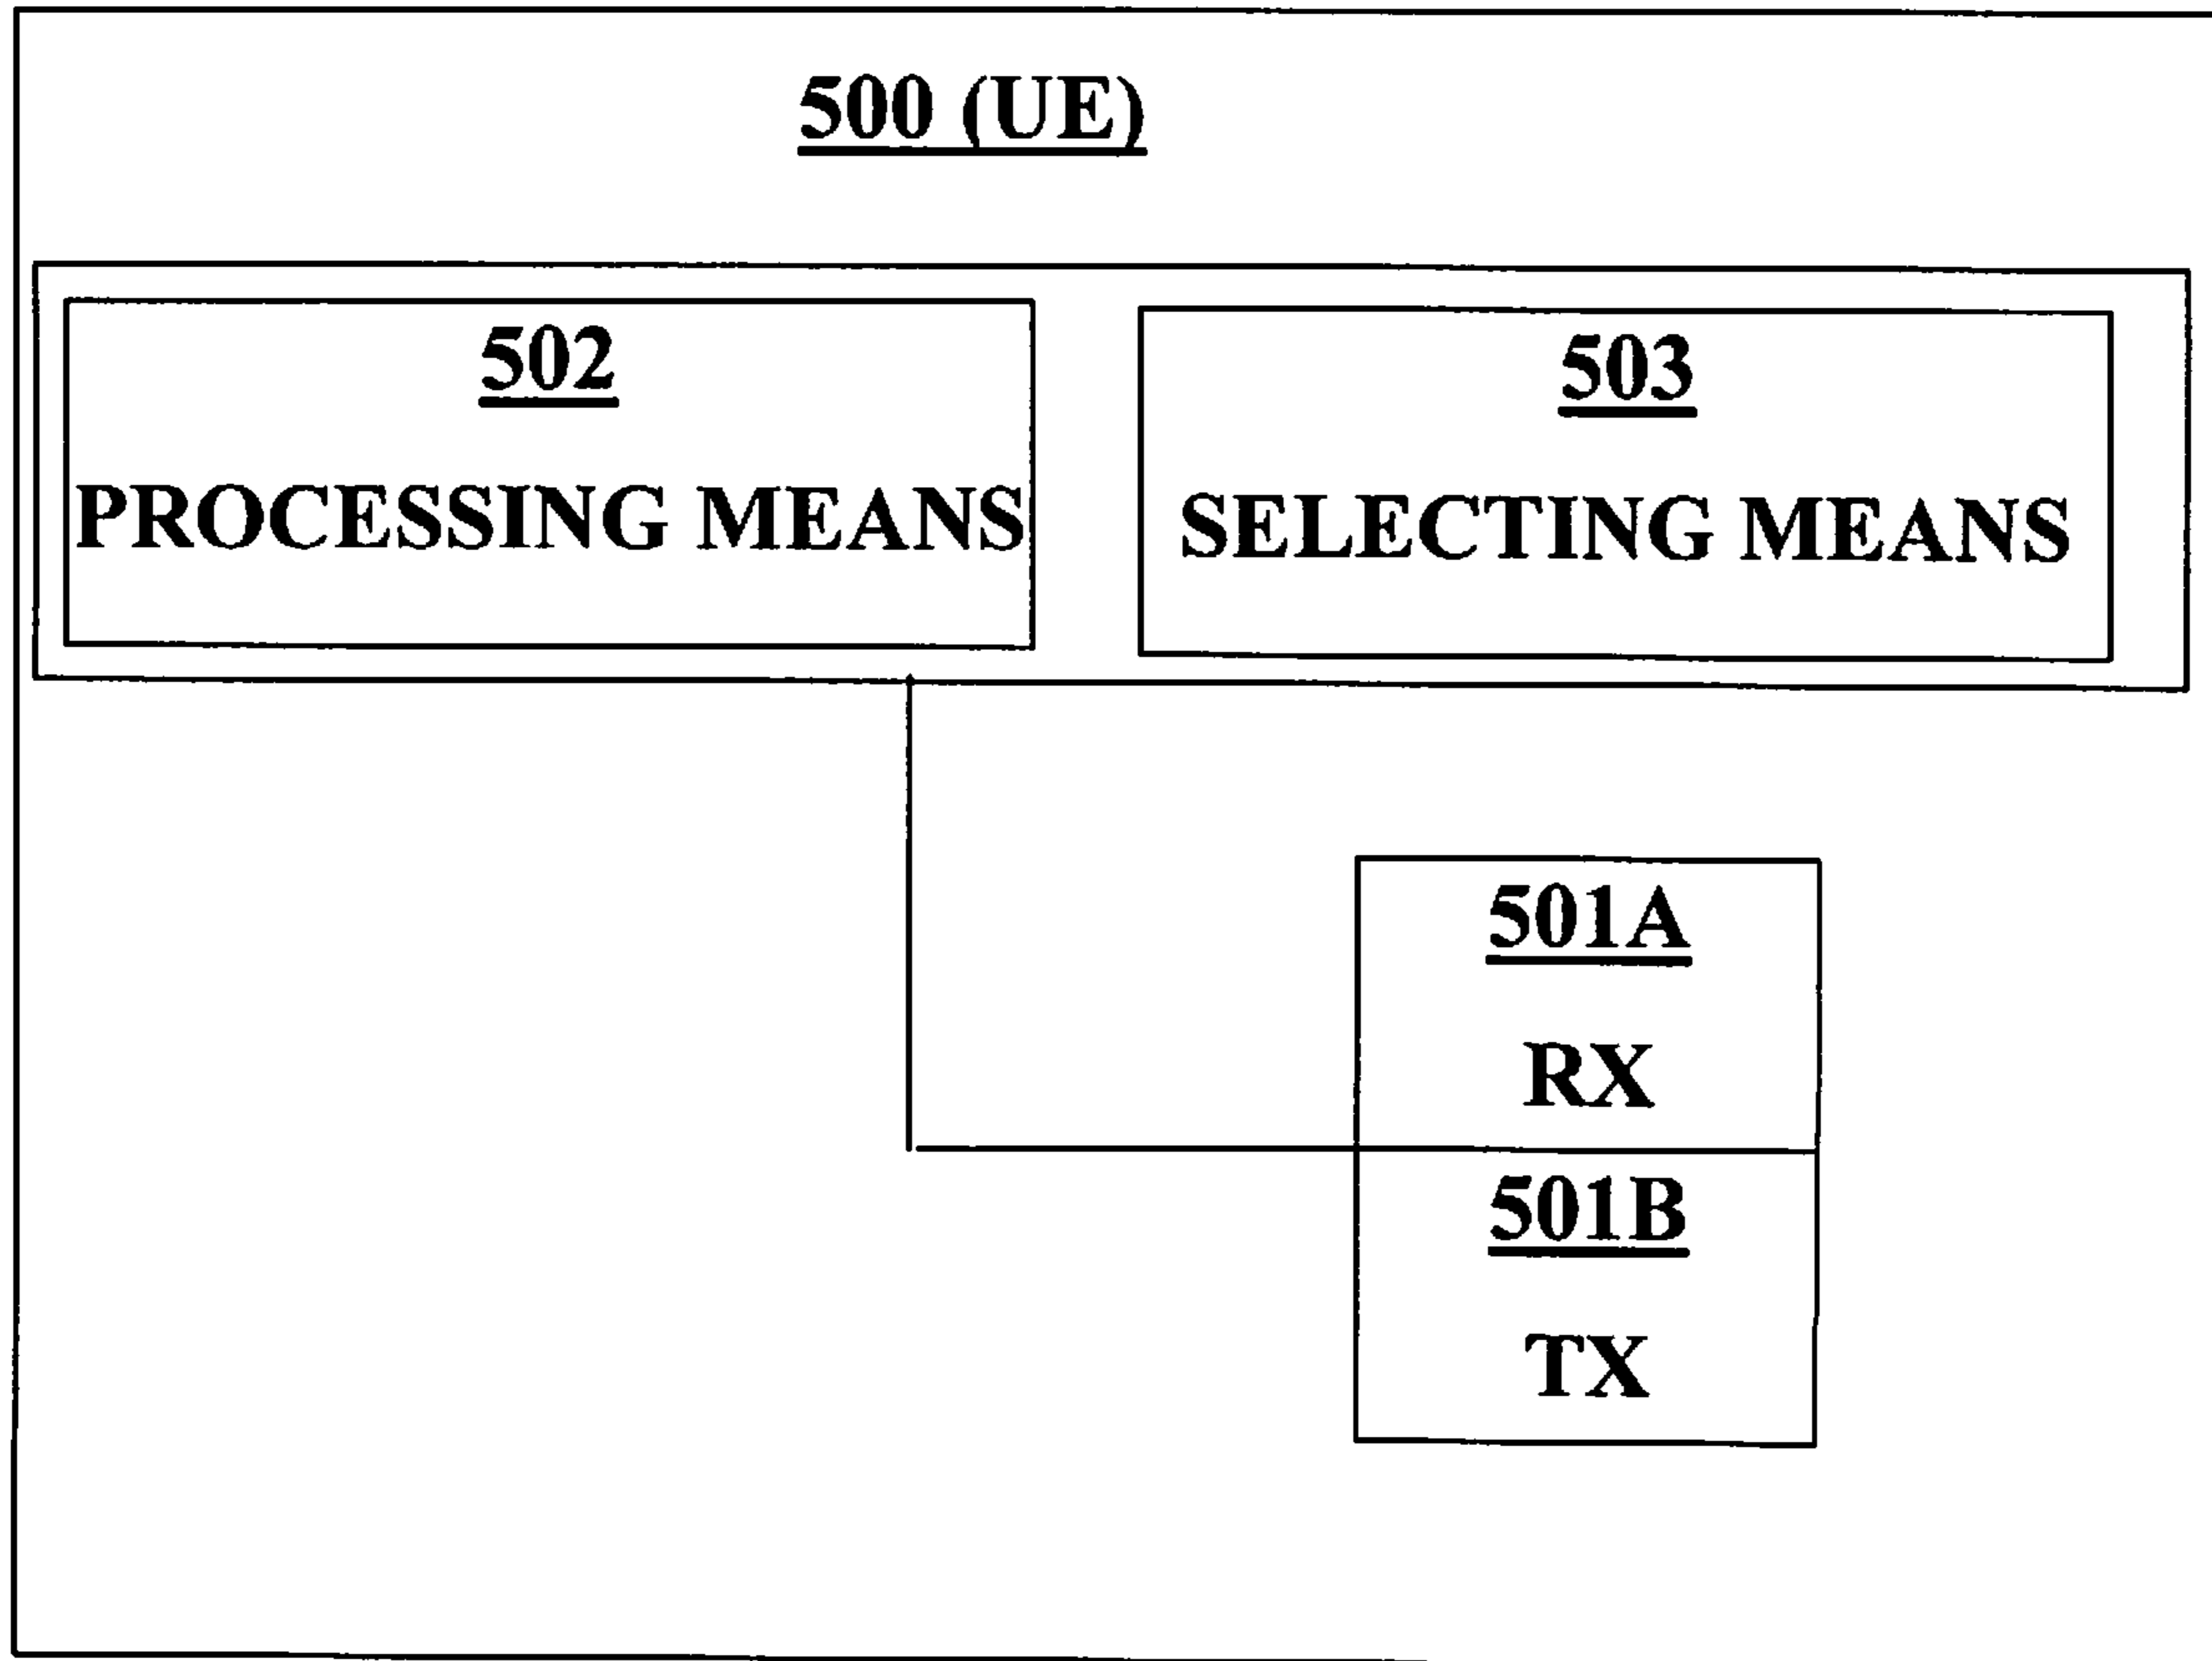 500 (UE)
502
PROCESSING MEANS
503
SELECTING MEANS
501A
RX
501B
TX